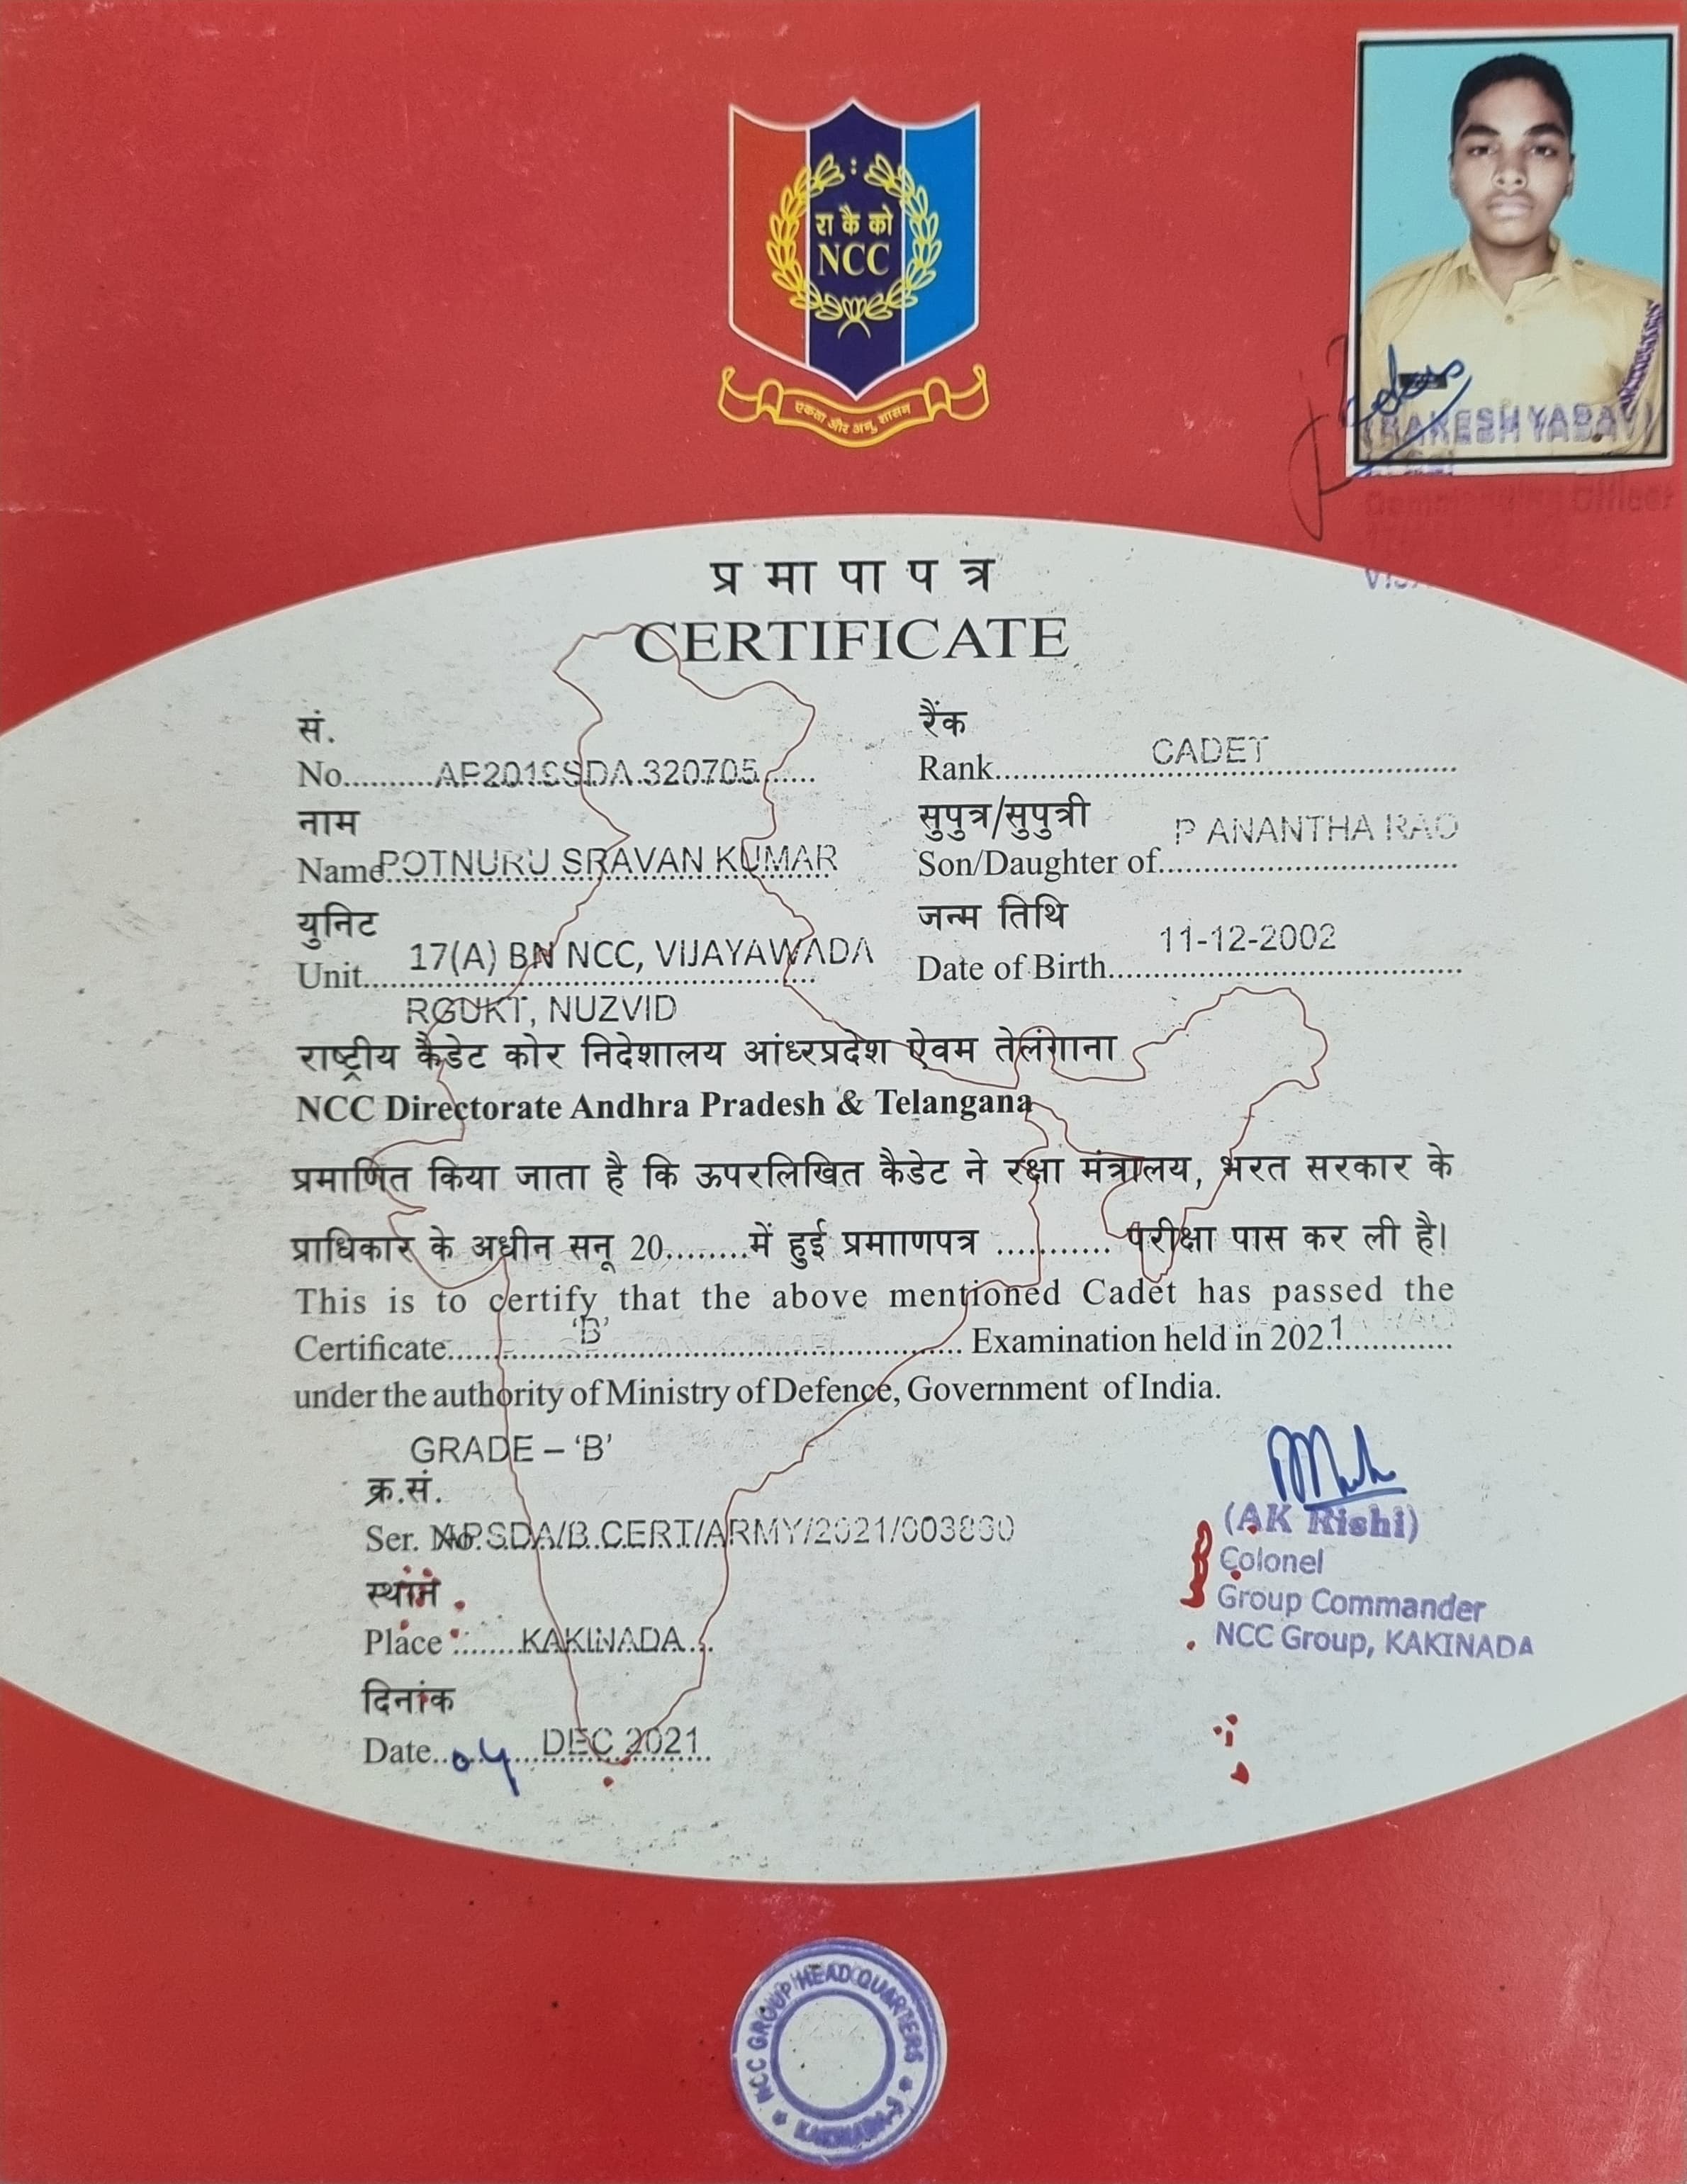 रा कै को
NCC
एकता और अनुशासन
(RAKESH YADAV)
Commanding Officer
प्र मा पा प त्र
CERTIFICATE
सं. रैंक
No..........AP2019SDA 320705....... Rank....CADET....
नाम सुपुत्र/सुपुत्री
Name POTNURU SRAVAN KUMAR Son/Daughter of P ANANTHA RAO
युनिट जन्म तिथि
Unit....17(A) BN NCC, VIJAYAWADA Date of Birth....11-12-2002
RGUKT, NUZVID
राष्ट्रीय कैडेट कोर निदेशालय आंध्रप्रदेश ऐवम तेलंगाना
NCC Directorate Andhra Pradesh & Telangana
प्रमाणित किया जाता है कि ऊपरलिखित कैडेट ने रक्षा मंत्रालय, भरत सरकार के
प्राधिकार के अधीन सनू 20........में हुई प्रमााणपत्र ............ परीक्षा पास कर ली है।
This is to certify that the above mentioned Cadet has passed the
Certificate....'B'.... Examination held in 2021..............
under the authority of Ministry of Defence, Government of India.
GRADE – 'B'
क्र.सं.
Ser. No. APSDA/B CERT/ARMY/2021/
(AK Rishi)
Colonel
Group Commander
NCC Group, KAKINADA
स्थाने
Place :.......KAKINADA...
दिनांक
Date..04....DEC 2021..
NCC GROUP HEAD QUARTERS
KAKINADA